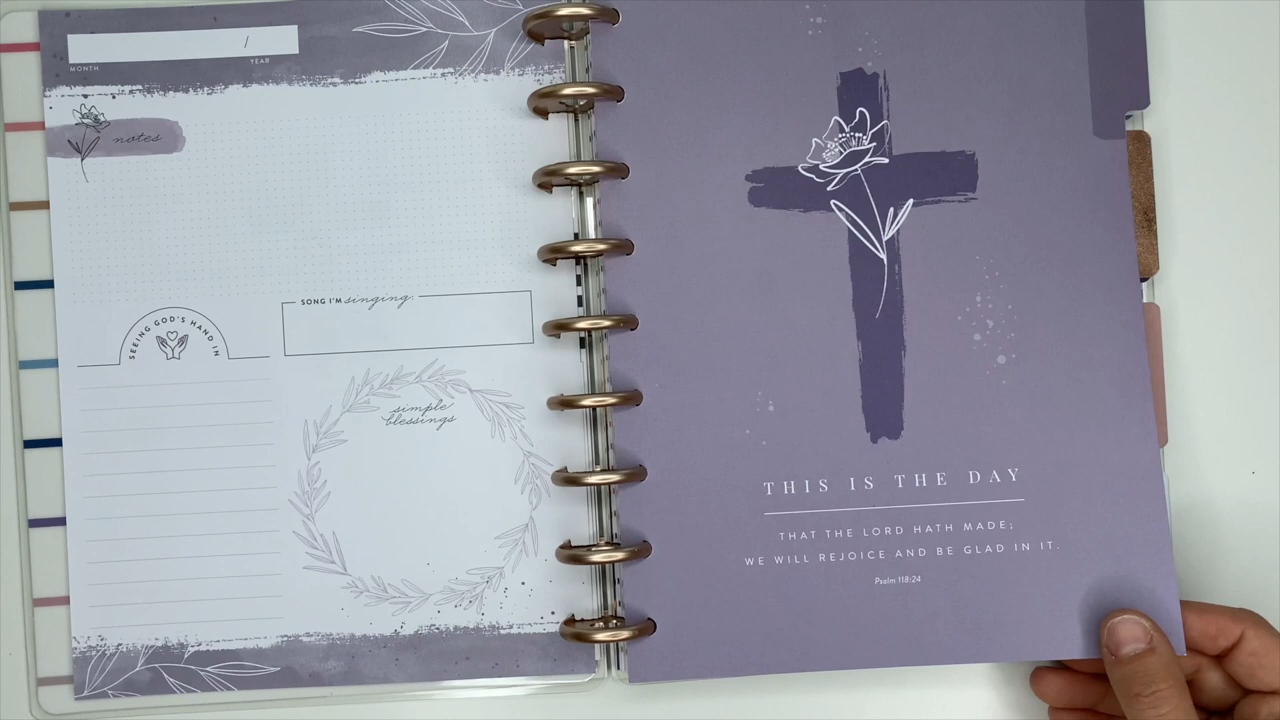 /
MONTH
YEAR
notes
SONG I'M singing:
SEEING GOD'S HAND IN
simple
blessings
THIS IS THE DAY
THAT THE LORD HATH MADE;
WE WILL REJOICE AND BE GLAD IN IT.
Psalm 118:24